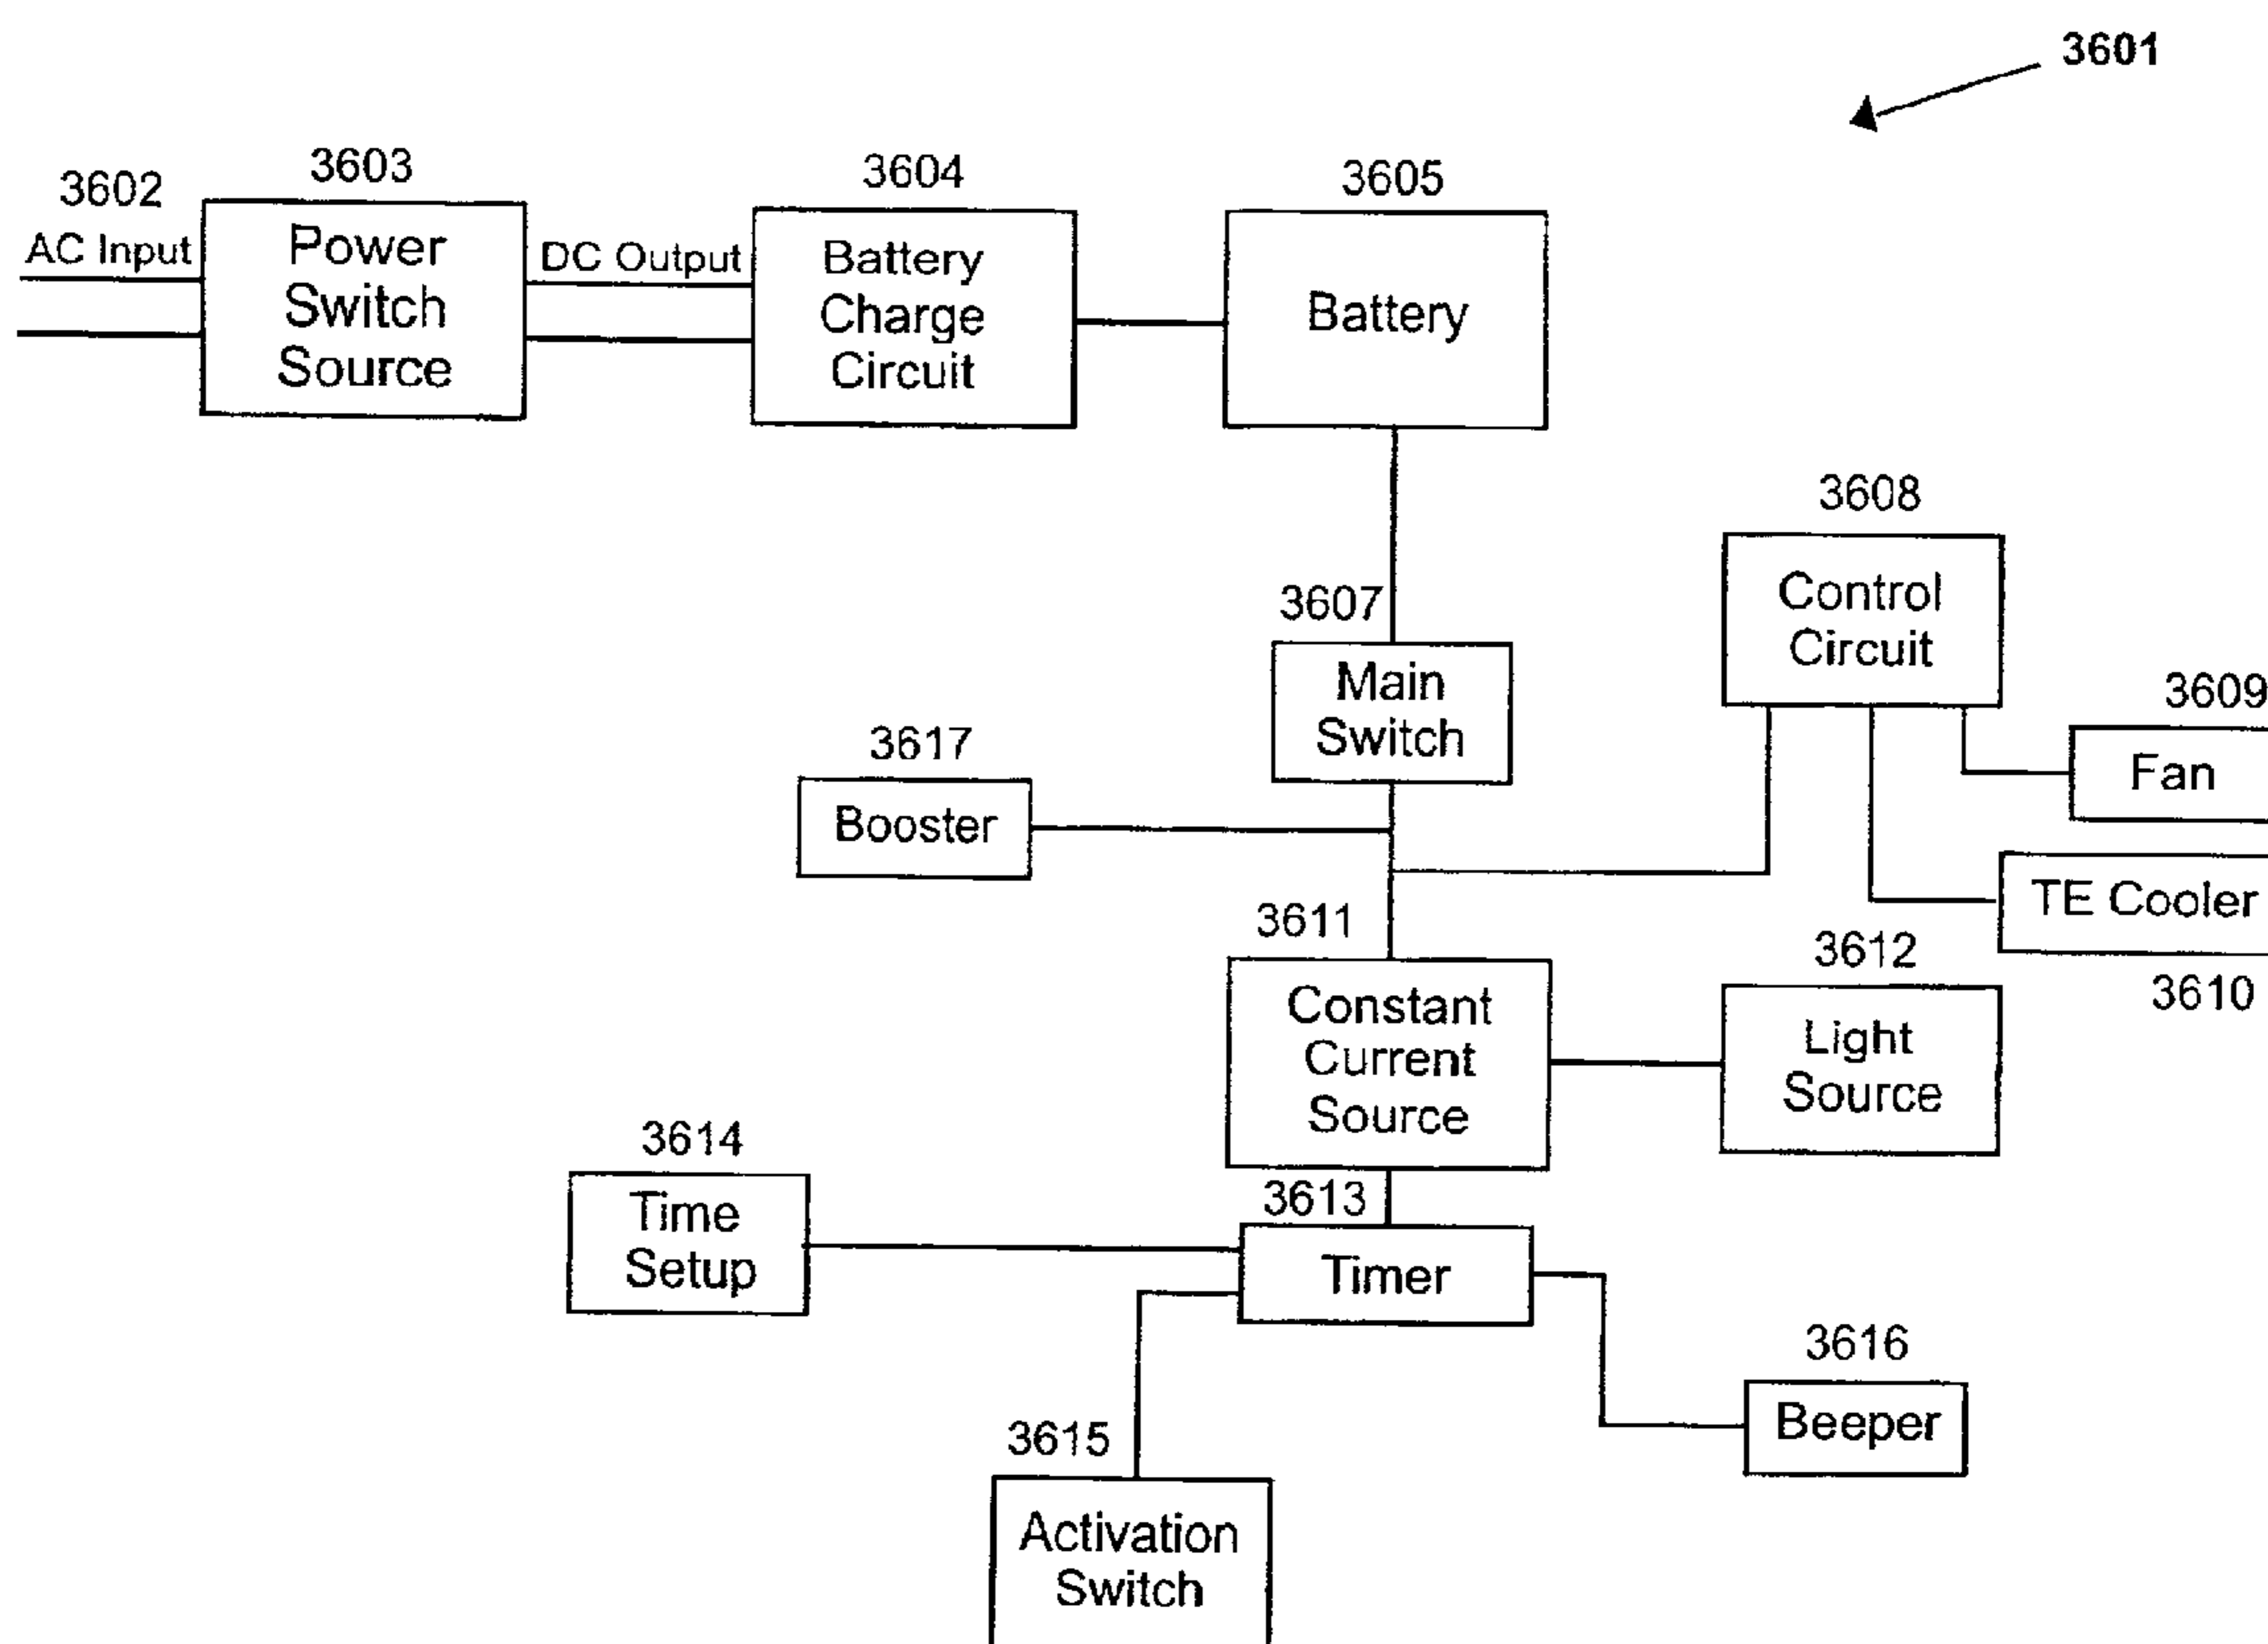 3601
3602
AC Input
3603
Power
Switch
Source
DC Output
3604
Battery
Charge
Circuit
3605
Battery
3607
Main
Switch
3608
Control
Circuit
3609
Fan
TE Cooler
3610
3617
Booster
3611
Constant
Current
Source
3612
Light
Source
3613
Timer
3614
Time
Setup
3615
Activation
Switch
3616
Beeper